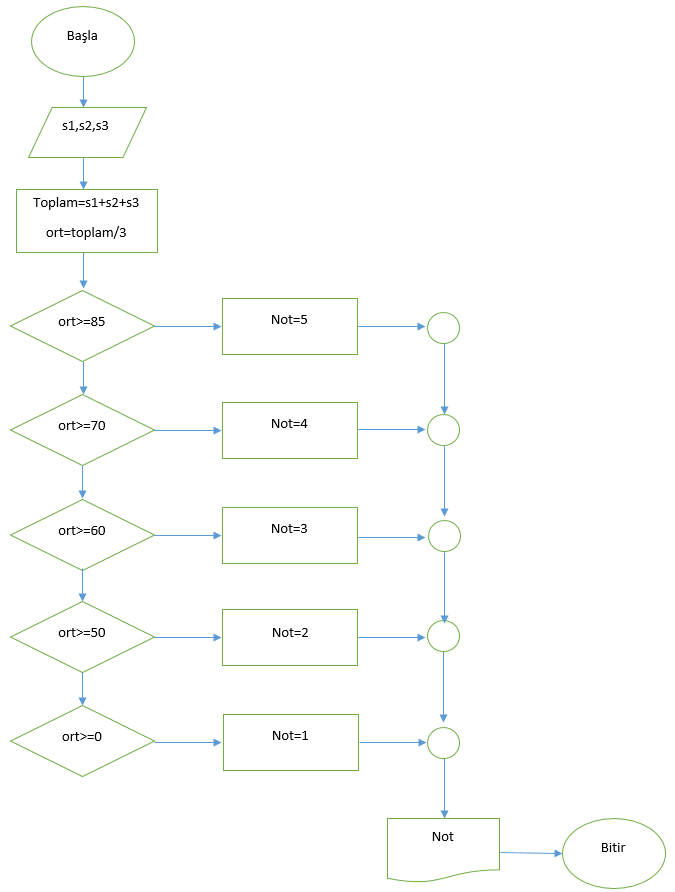 Başla
s1,s2,s3
Toplam=s1+s2+s3
ort=toplam/3
ort>=85
Not=5
ort>=70
Not=4
ort>=60
Not=3
ort>=50
Not=2
ort>=0
Not=1
Not
Bitir